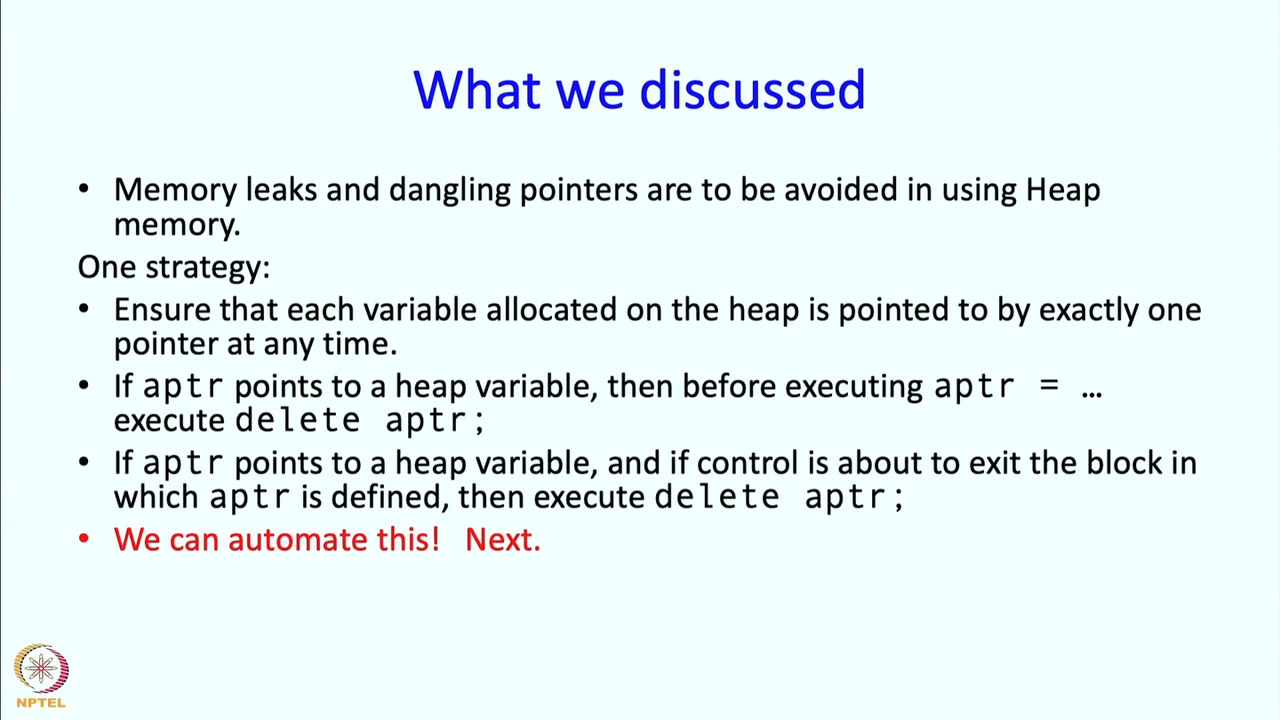 What we discussed
• Memory leaks and dangling pointers are to be avoided in using Heap
memory.
One strategy:
• Ensure that each variable allocated on the heap is pointed to by exactly one
pointer at any time.
• If aptr points to a heap variable, then before executing aptr = …
execute delete aptr;
• If aptr points to a heap variable, and if control is about to exit the block in
which aptr is defined, then execute delete aptr;
• We can automate this! Next.
NPTEL